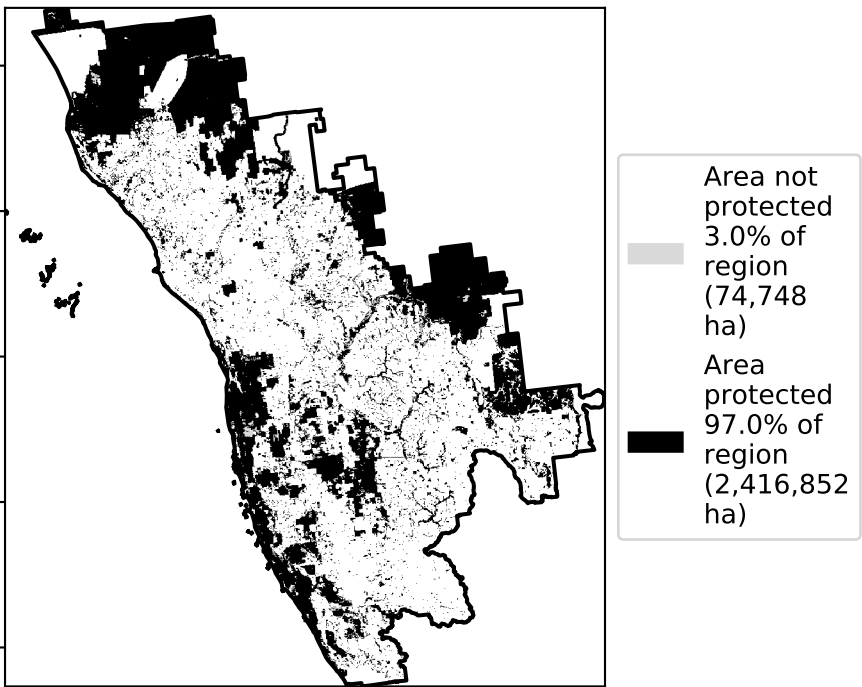 Area not
protected
3.0% of
region
(74,748
ha)
Area
protected
97.0% of
region
(2,416,852
ha)